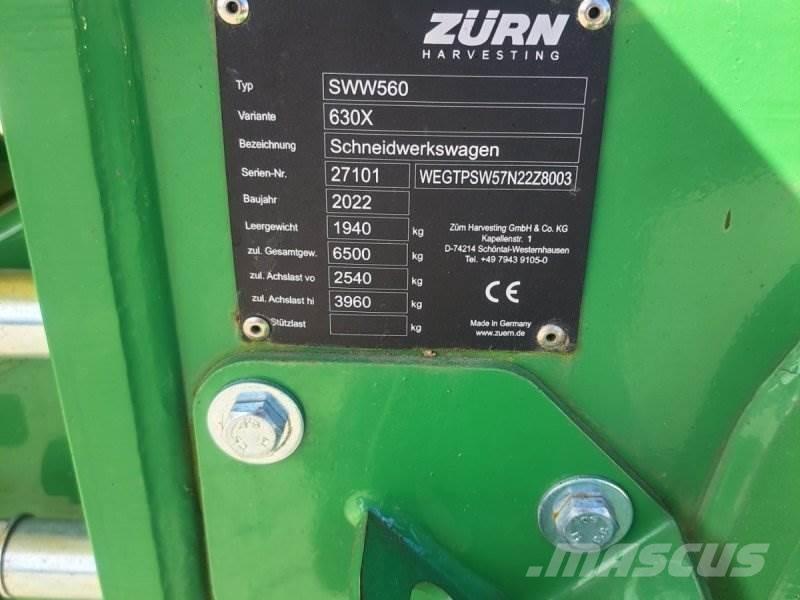 ZÜRN
HARVESTING
Typ SWW560
Variante 630X
Bezeichnung Schneidwerkswagen
Serien-Nr. 27101 WEGTPSW57N22Z8003
Baujahr 2022
Leergewicht 1940 kg
zul. Gesamtgew. 6500 kg
zul. Achslast vo 2540 kg
zul. Achslast hi 3960 kg
Stützlast kg
Zürn Harvesting GmbH & Co. KG
Kapellenstr. 1
D-74214 Schöntal-Westernhausen
Tel. +49 7943 9105-0
CE
Made in Germany
www.zuern.de
mascus